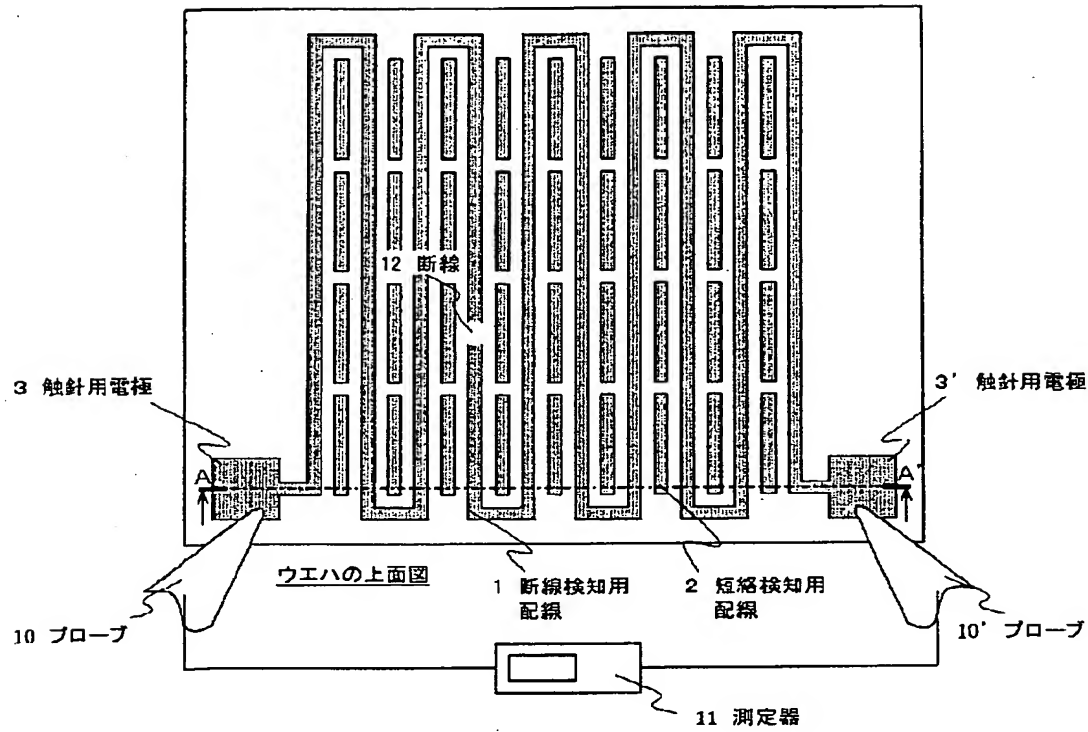 12 断線
3 触針用電極
3' 触針用電極
A
A'
ウエハの上面図
1 断線検知用
配線
2 短絡検知用
配線
10 プローブ
10' プローブ
11 測定器